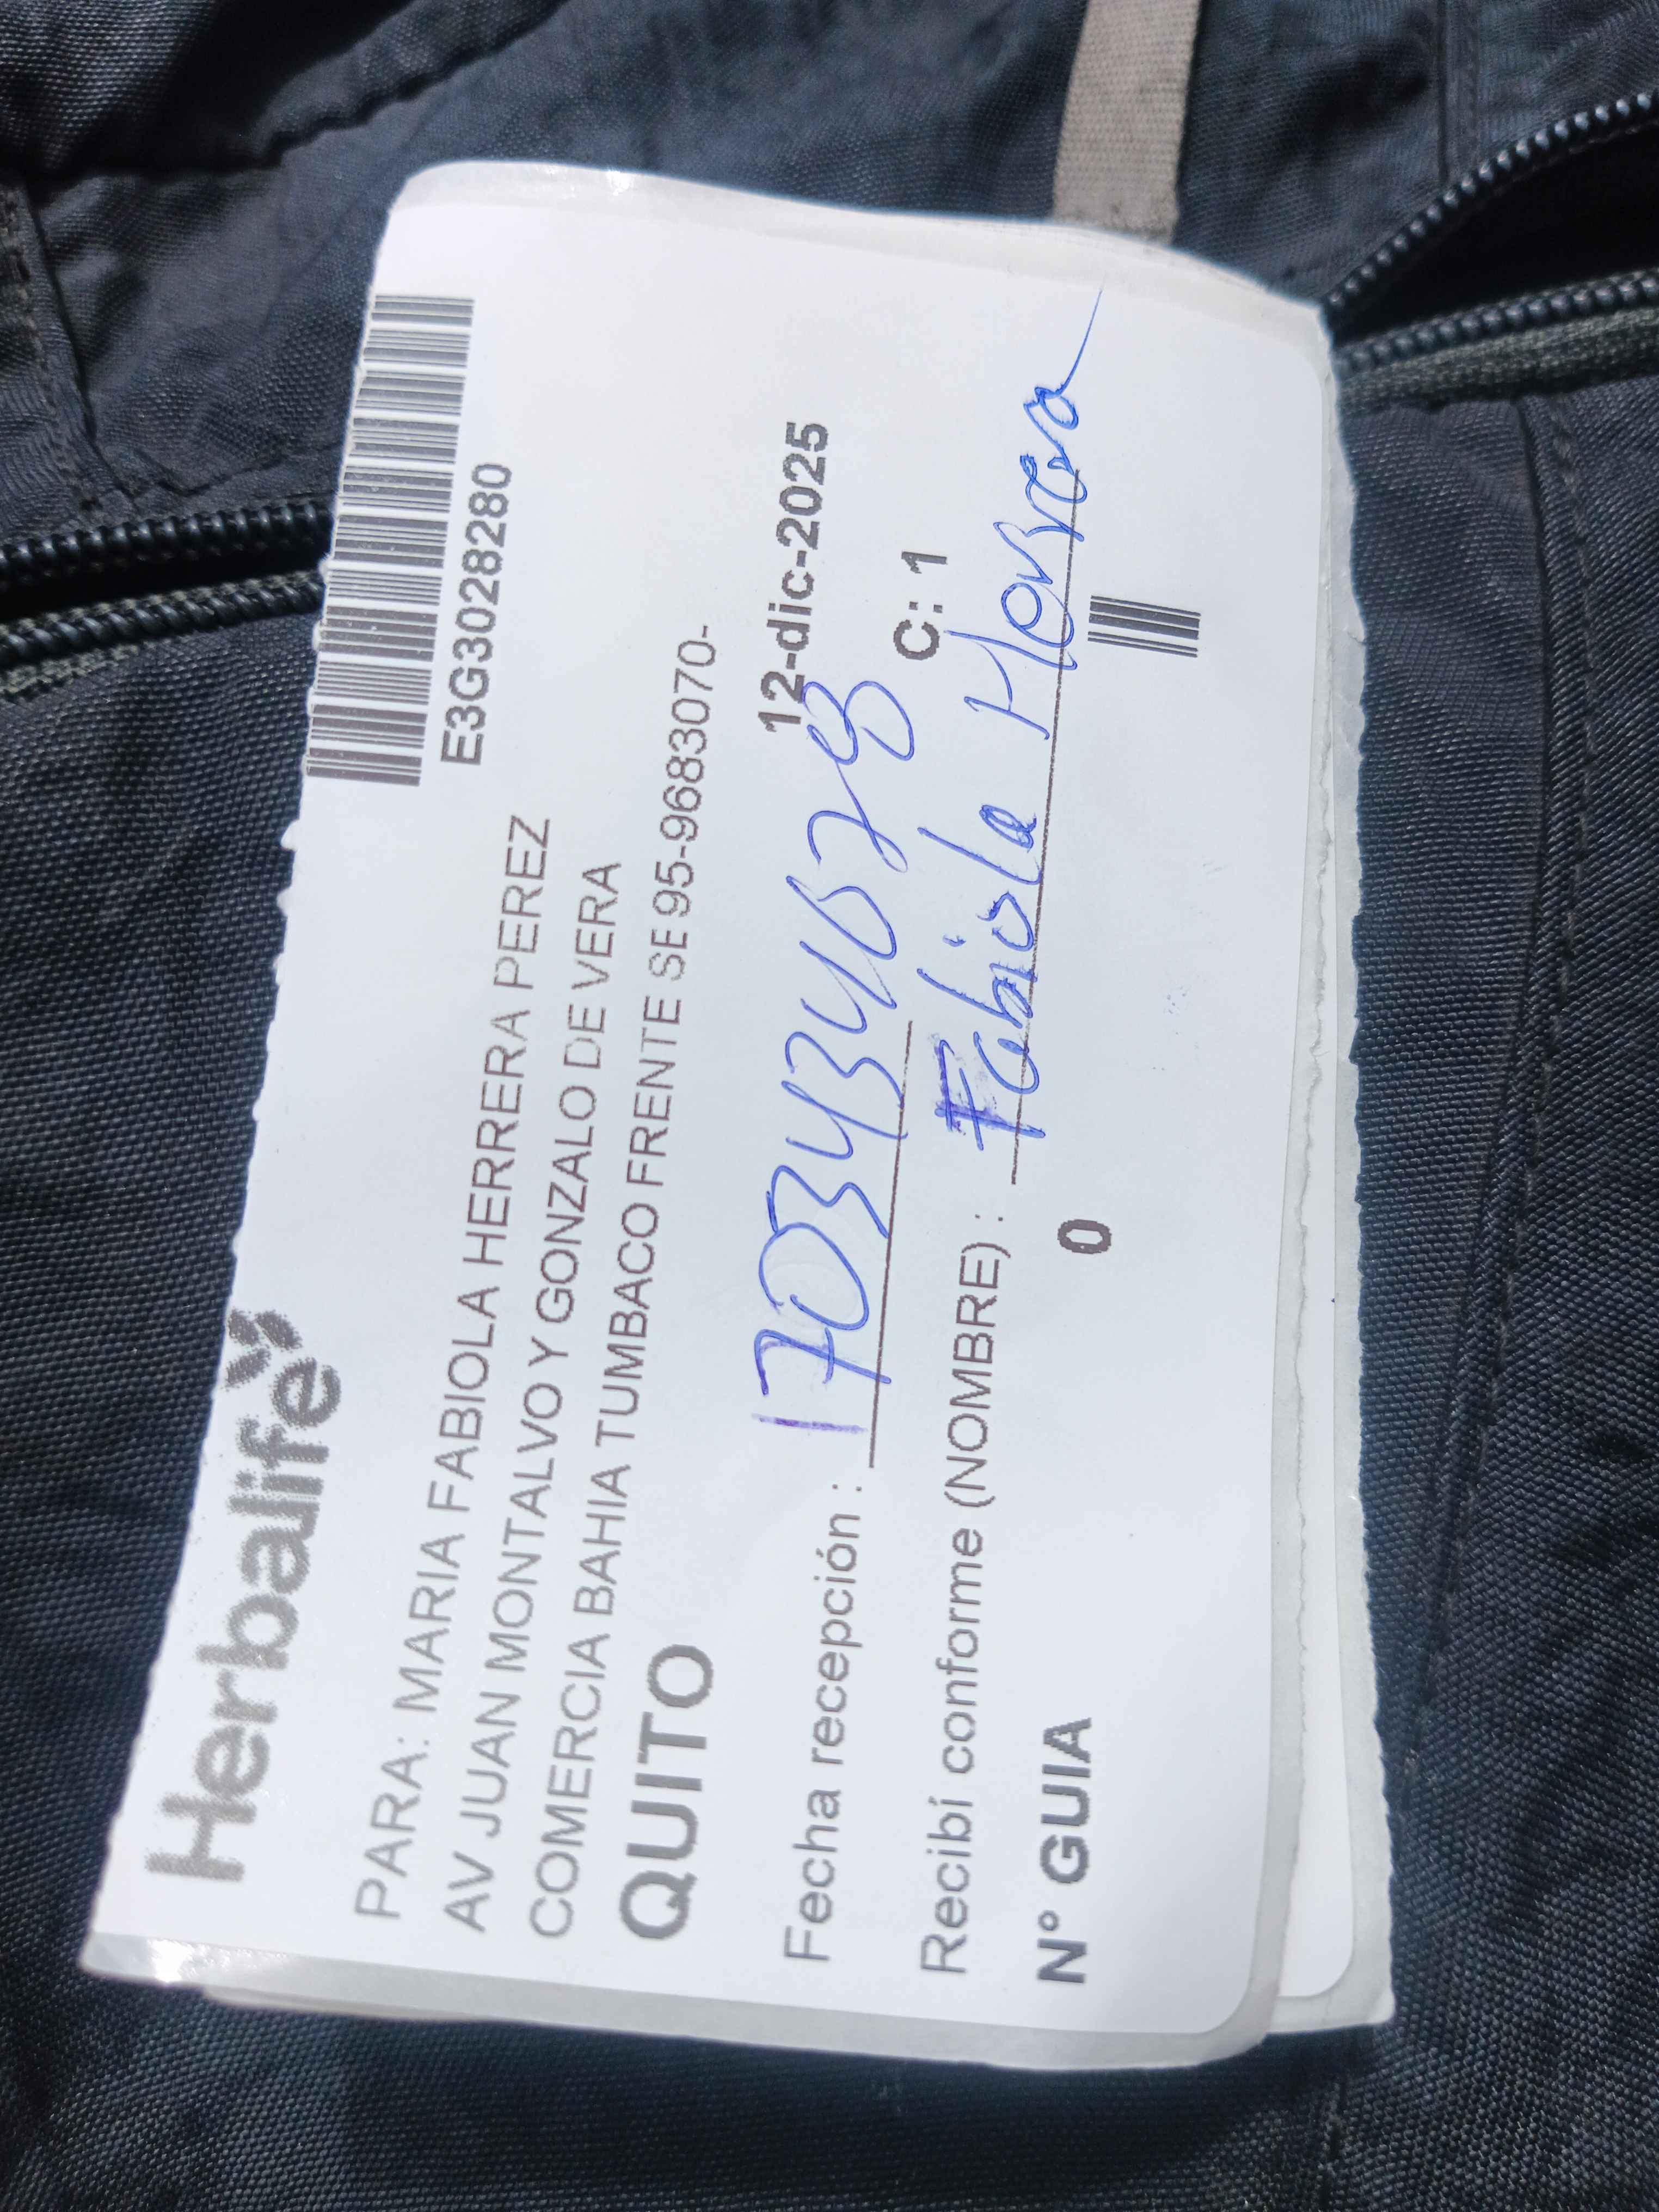 Herbalife
E3G3028280
PARA: MARIA FABIOLA HERRERA PEREZ
AV JUAN MONTALVO Y GONZALO DE VERA
COMERCIA BAHIA TUMBACO FRENTE SE 95-9683070-
QUITO
12-dic-2025
Fecha recepción :
C: 1
Recibí conforme (NOMBRE) : Fabiola
N° GUIA 0